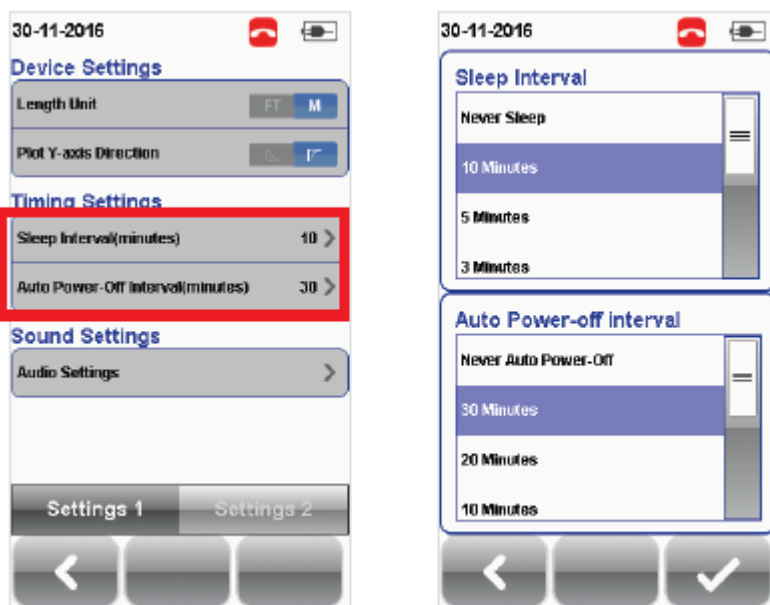 30-11-2016
Device Settings
Length Unit FT M
Plot Y-axis Direction
Timing Settings
Sleep Interval(minutes) 10
Auto Power-Off Interval(minutes) 30
Sound Settings
Audio Settings
Settings 1 Settings 2
30-11-2016
Sleep Interval
Never Sleep
10 Minutes
5 Minutes
3 Minutes
Auto Power-off interval
Never Auto Power-Off
30 Minutes
20 Minutes
10 Minutes